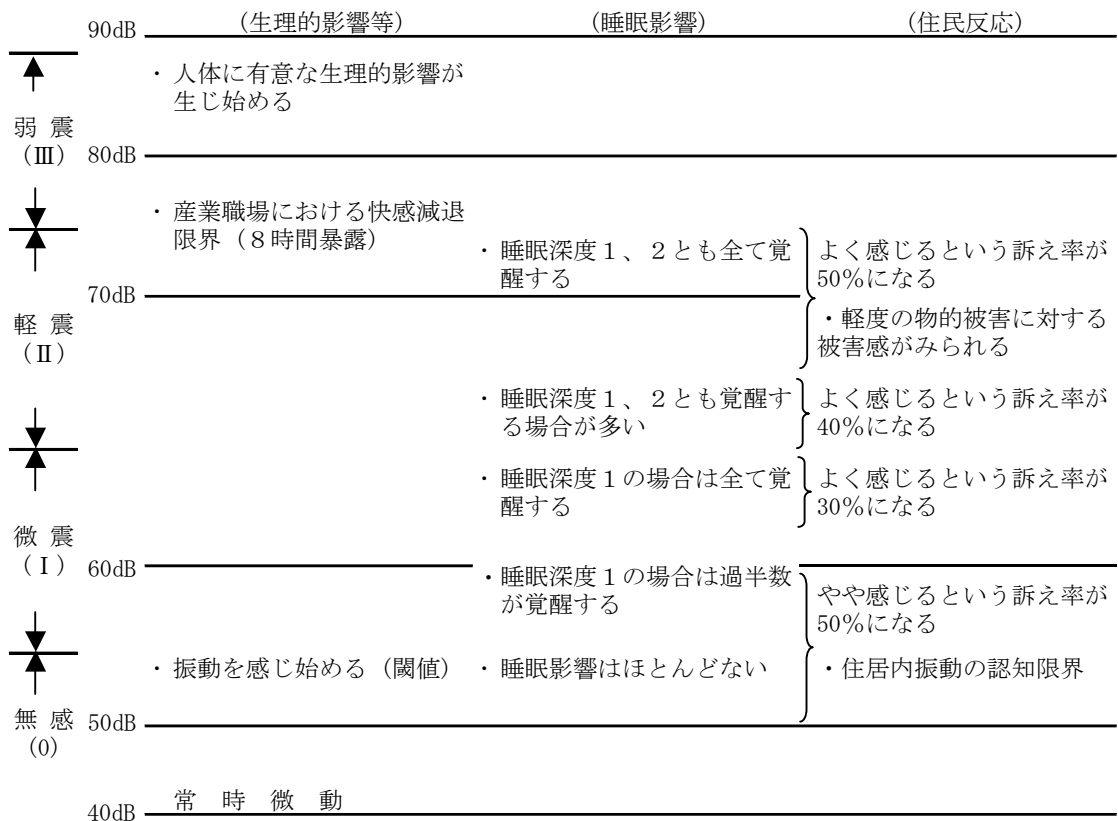 (生理的影響等) (睡眠影響) (住民反応)
90dB
・ 人体に有意な生理的影響が
生じ始める
弱 震
(Ⅲ) 80dB
・ 産業職場における快感減退
限界（８時間暴露）
・ 睡眠深度１、２とも全て覚
醒する
よく感じるという訴え率が
50%になる
70dB
・軽度の物的被害に対する
被害感がみられる
軽 震
(Ⅱ)
・ 睡眠深度１、２とも覚醒す
る場合が多い
よく感じるという訴え率が
40%になる
・ 睡眠深度１の場合は全て覚
醒する
よく感じるという訴え率が
30%になる
微 震
(Ⅰ) 60dB
・睡眠深度１の場合は過半数
が覚醒する
やや感じるという訴え率が
50%になる
・ 振動を感じ始める（閾値）
・ 睡眠影響はほとんどない
・住居内振動の認知限界
無 感
(0)
50dB
常 時 微 動
40dB